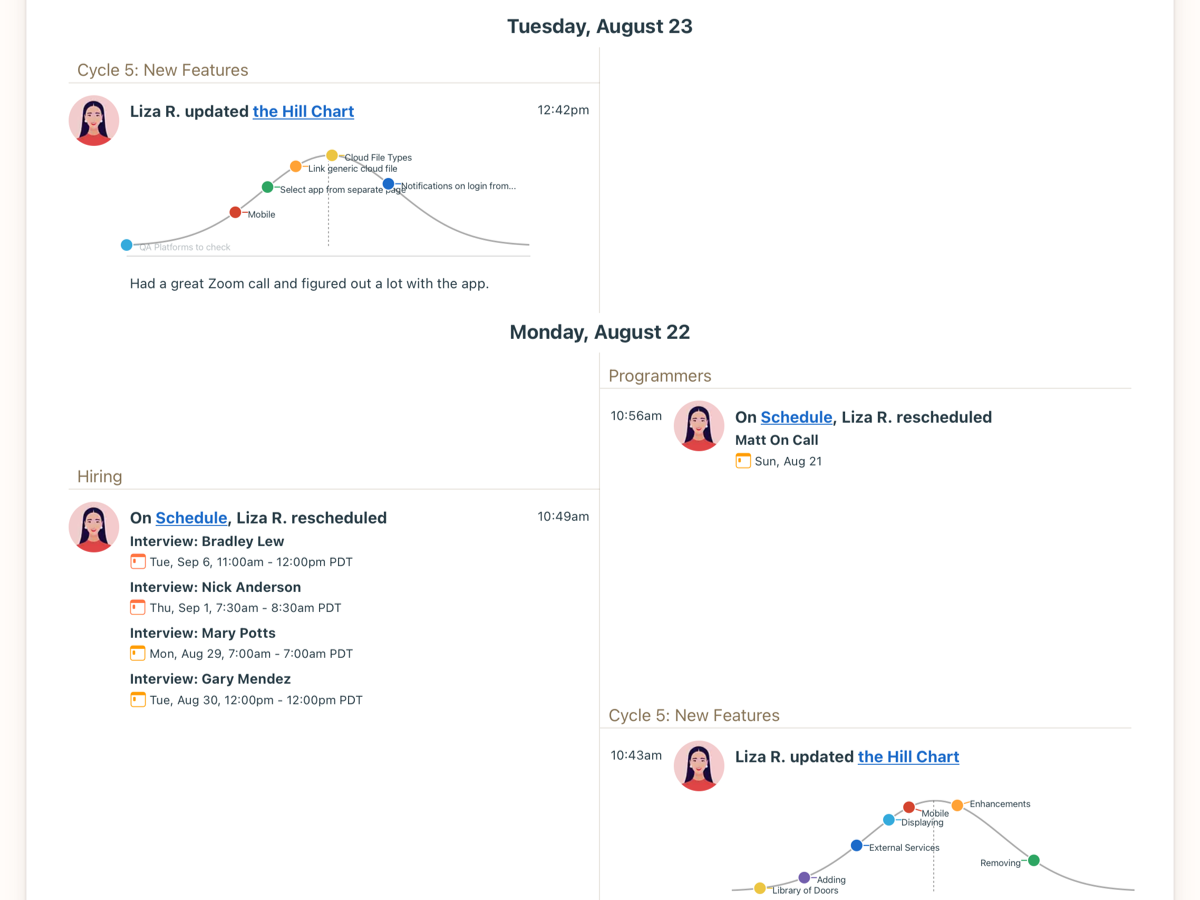 Tuesday, August 23
Cycle 5: New Features
Liza R. updated the Hill Chart
12:42pm
Cloud File Types
Link generic cloud file
Notifications on login from...
Select app from separate page
Mobile
QA Platforms to check
Had a great Zoom call and figured out a lot with the app.
Monday, August 22
Programmers
10:56am
On Schedule, Liza R. rescheduled
Matt On Call
Sun, Aug 21
Hiring
On Schedule, Liza R. rescheduled
10:49am
Interview: Bradley Lew
Tue, Sep 6, 11:00am - 12:00pm PDT
Interview: Nick Anderson
Thu, Sep 1, 7:30am - 8:30am PDT
Interview: Mary Potts
Mon, Aug 29, 7:00am - 7:00am PDT
Interview: Gary Mendez
Tue, Aug 30, 12:00pm - 12:00pm PDT
Cycle 5: New Features
10:43am
Liza R. updated the Hill Chart
Enhancements
Mobile
Displaying
External Services
Removing
Adding
Library of Doors